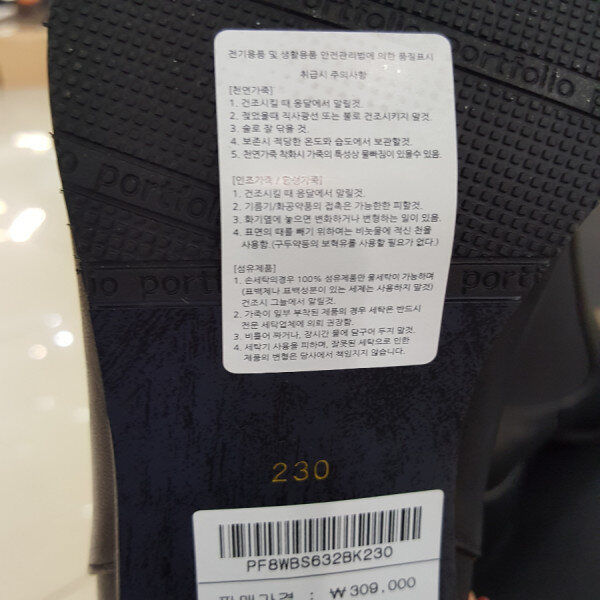 portfolio
portfolio
전기용품 및 생활용품 안전관리법에 의한 품질표시
취급시 주의사항
[천연가죽]
1. 건조시킬 때 응달에서 말릴것.
2. 젖었을때 직사광선 또는 불로 건조시키지 말것.
3. 솔로 잘 닦을 것.
4. 보존시 적당한 온도와 습도에서 보관할것.
5. 천연가죽 착화시 가죽의 특성상 물빠짐이 있을수 있음.
portfolio
[인조가죽 / 합성가죽]
1. 건조시킬 때 응달에서 말릴것.
2. 기름기/화공약품의 접촉은 가능한한 피할것.
3. 화기옆에 놓으면 변화하거나 변형하는 일이 있음.
4. 표면의 때를 빼기 위하여는 비눗물에 적신 천을
사용함. (구두약등의 보혁유를 사용할 필요가 없다.)
portfolio
[섬유제품]
1. 손세탁의경우 100% 섬유제품만 물세탁이 가능하며
(표백제나 표백성분이 있는 세제는 사용하지 말것)
건조시 그늘에서 말릴것.
2. 가죽이 일부 부착된 제품의 경우 세탁은 반드시
전문 세탁업체에 의뢰 권장함.
3. 비틀어 짜거나, 장시간 물에 담구어 두지 말것.
4. 세탁기 사용을 피하며, 잘못된 세탁으로 인한
제품의 변형은 당사에서 책임지지 않습니다.
230
PF8WBS632BK230
판매가격 : ₩309,000